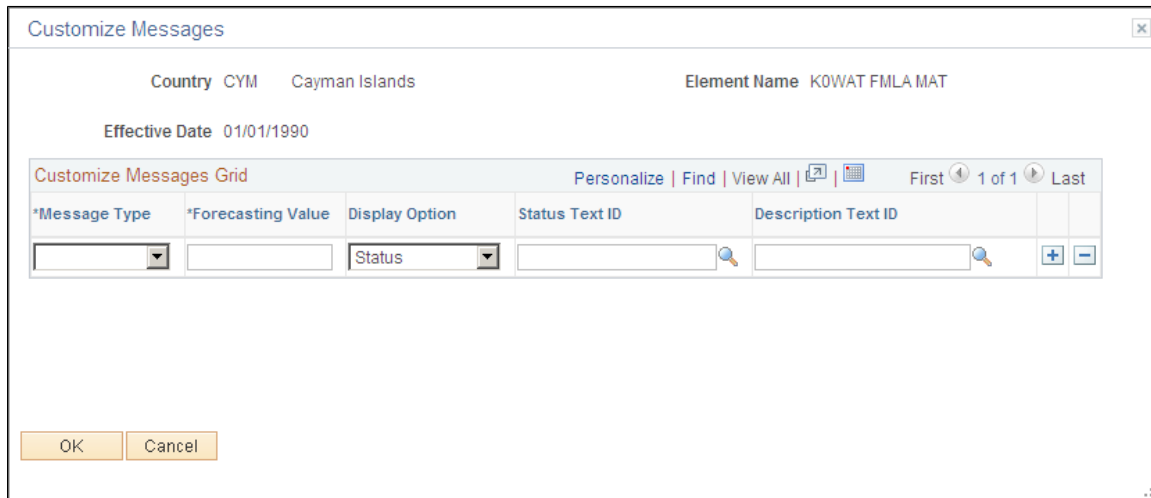 Customize Messages
Country CYM Cayman Islands Element Name K0WAT FMLA MAT
Effective Date 01/01/1990
Customize Messages Grid Personalize | Find | View All | | First 1 of 1 Last
*Message Type *Forecasting Value Display Option Status Text ID Description Text ID
Status
OK Cancel